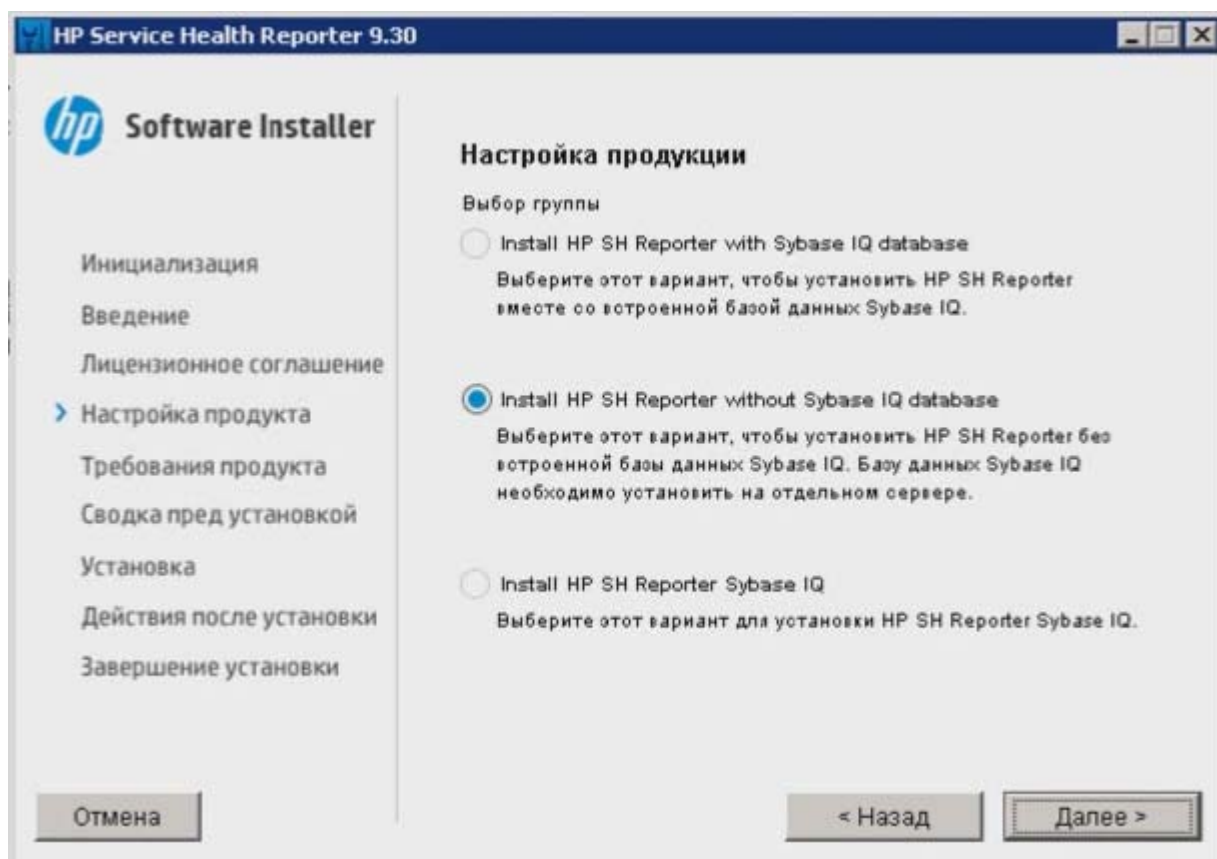 HP Service Health Reporter 9.30
hp
Software Installer
Инициализация
Введение
Лицензионное соглашение
Настройка продукта
Требования продукта
Сводка пред установкой
Установка
Действия после установки
Завершение установки
Настройка продукции
Выбор группы
Install HP SH Reporter with Sybase IQ database
Выберите этот вариант, чтобы установить HP SH Reporter
вместе со встроенной базой данных Sybase IQ.
Install HP SH Reporter without Sybase IQ database
Выберите этот вариант, чтобы установить HP SH Reporter без
встроенной базы данных Sybase IQ. Базу данных Sybase IQ
необходимо установить на отдельном сервере.
Install HP SH Reporter Sybase IQ
Выберите этот вариант для установки HP SH Reporter Sybase IQ.
Отмена
< Назад
Далее >